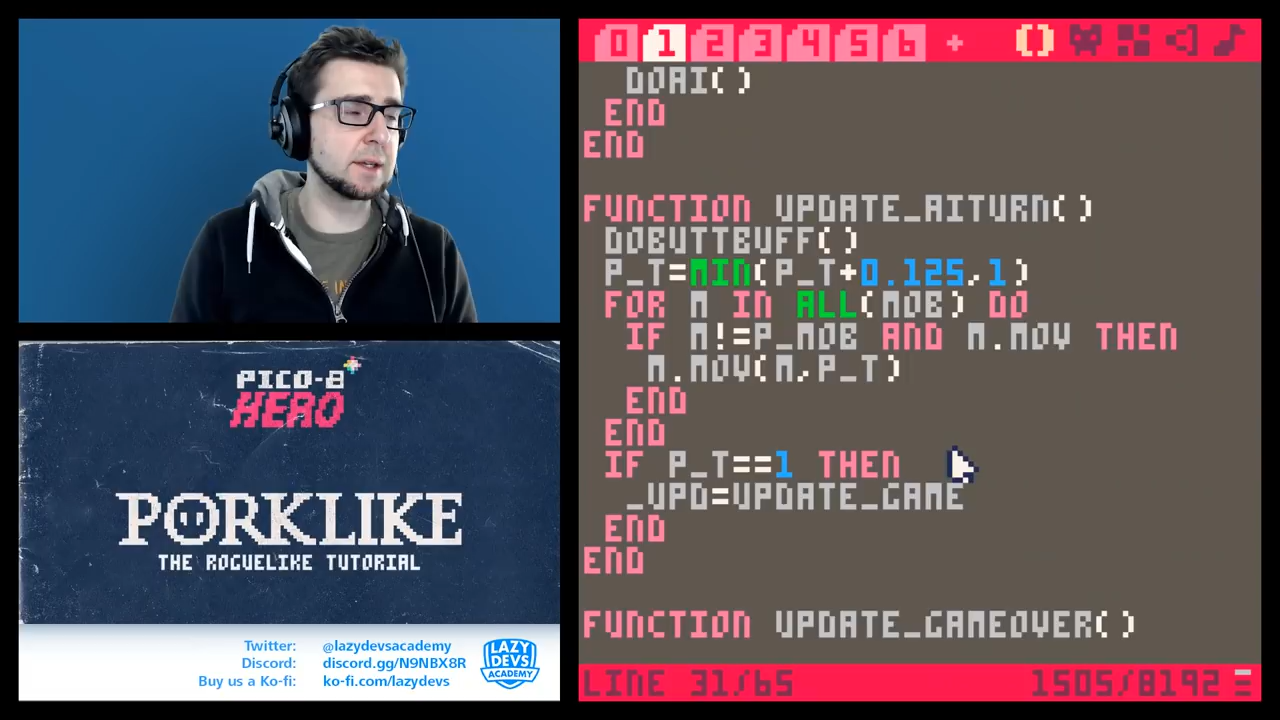 0 1 2 3 4 5 6 + ()
DOAI()
END
END
FUNCTION UPDATE_AITURN()
DOBUTTBUFF()
P_T=MIN(P_T+0.125,1)
FOR M IN ALL(MOB) DO
IF M!=P_MOB AND M.MOV THEN
M.MOV(M,P_T)
END
END
IF P_T==1 THEN
_UPD=UPDATE_GAME
END
END
FUNCTION UPDATE_GAMEOVER()
LINE 31/65 1505/8192
PICO-8
HERO
PORKLIKE
THE ROGUELIKE TUTORIAL
Twitter: @lazydevsacademy
Discord: discord.gg/N9NBX8R
Buy us a Ko-fi: ko-fi.com/lazydevs
LAZY
DEVS
ACADEMY